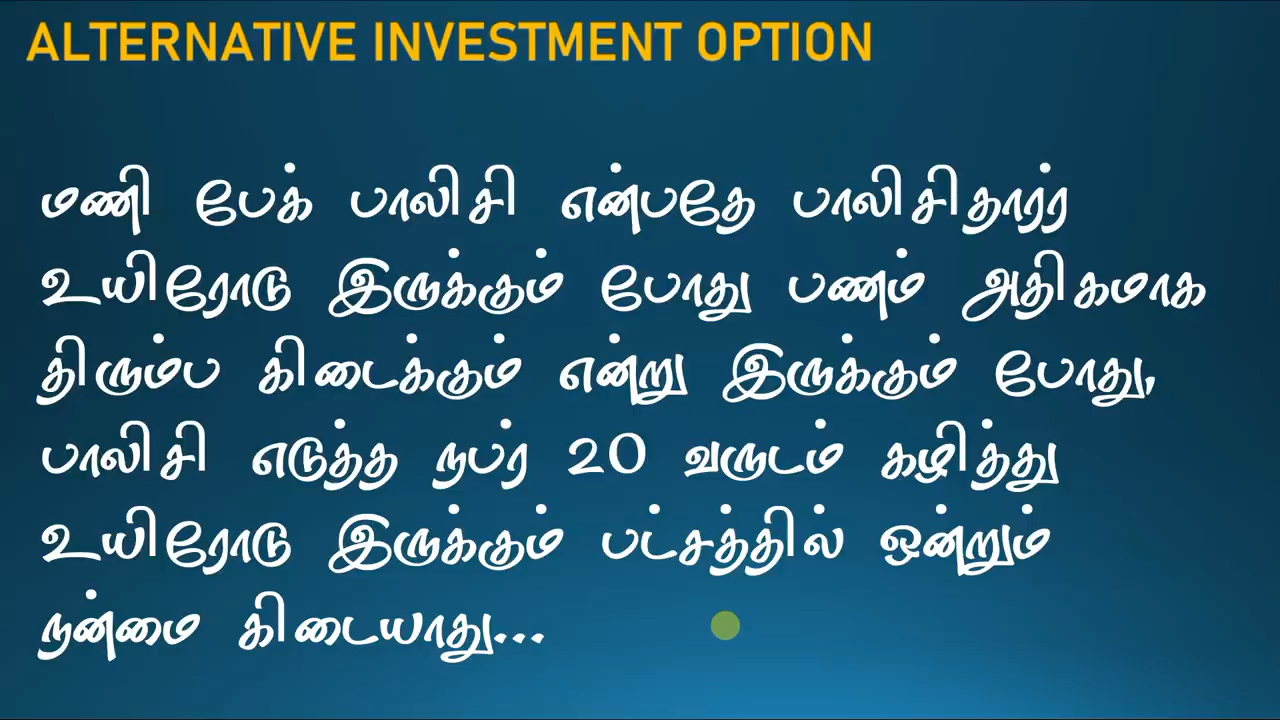 ALTERNATIVE INVESTMENT OPTION
மணி பேக் பாலிசி என்பதே பாலிசிதார்ர்
உயிரோடு இருக்கும் போது பணம் அதிகமாக
திரும்ப கிடைக்கும் என்று இருக்கும் போது,
பாலிசி எடுத்த நபர் 20 வருடம் கழித்து
உயிரோடு இருக்கும் பட்சத்தில் ஒன்றும்
நன்மை கிடையாது...